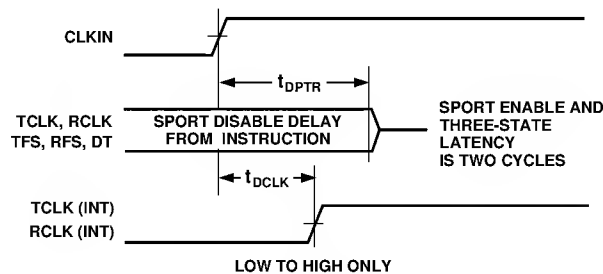 CLKIN
tDPTR
TCLK, RCLK
TFS, RFS, DT
SPORT DISABLE DELAY
FROM INSTRUCTION
SPORT ENABLE AND
THREE-STATE
LATENCY
IS TWO CYCLES
tDCLK
TCLK (INT)
RCLK (INT)
LOW TO HIGH ONLY